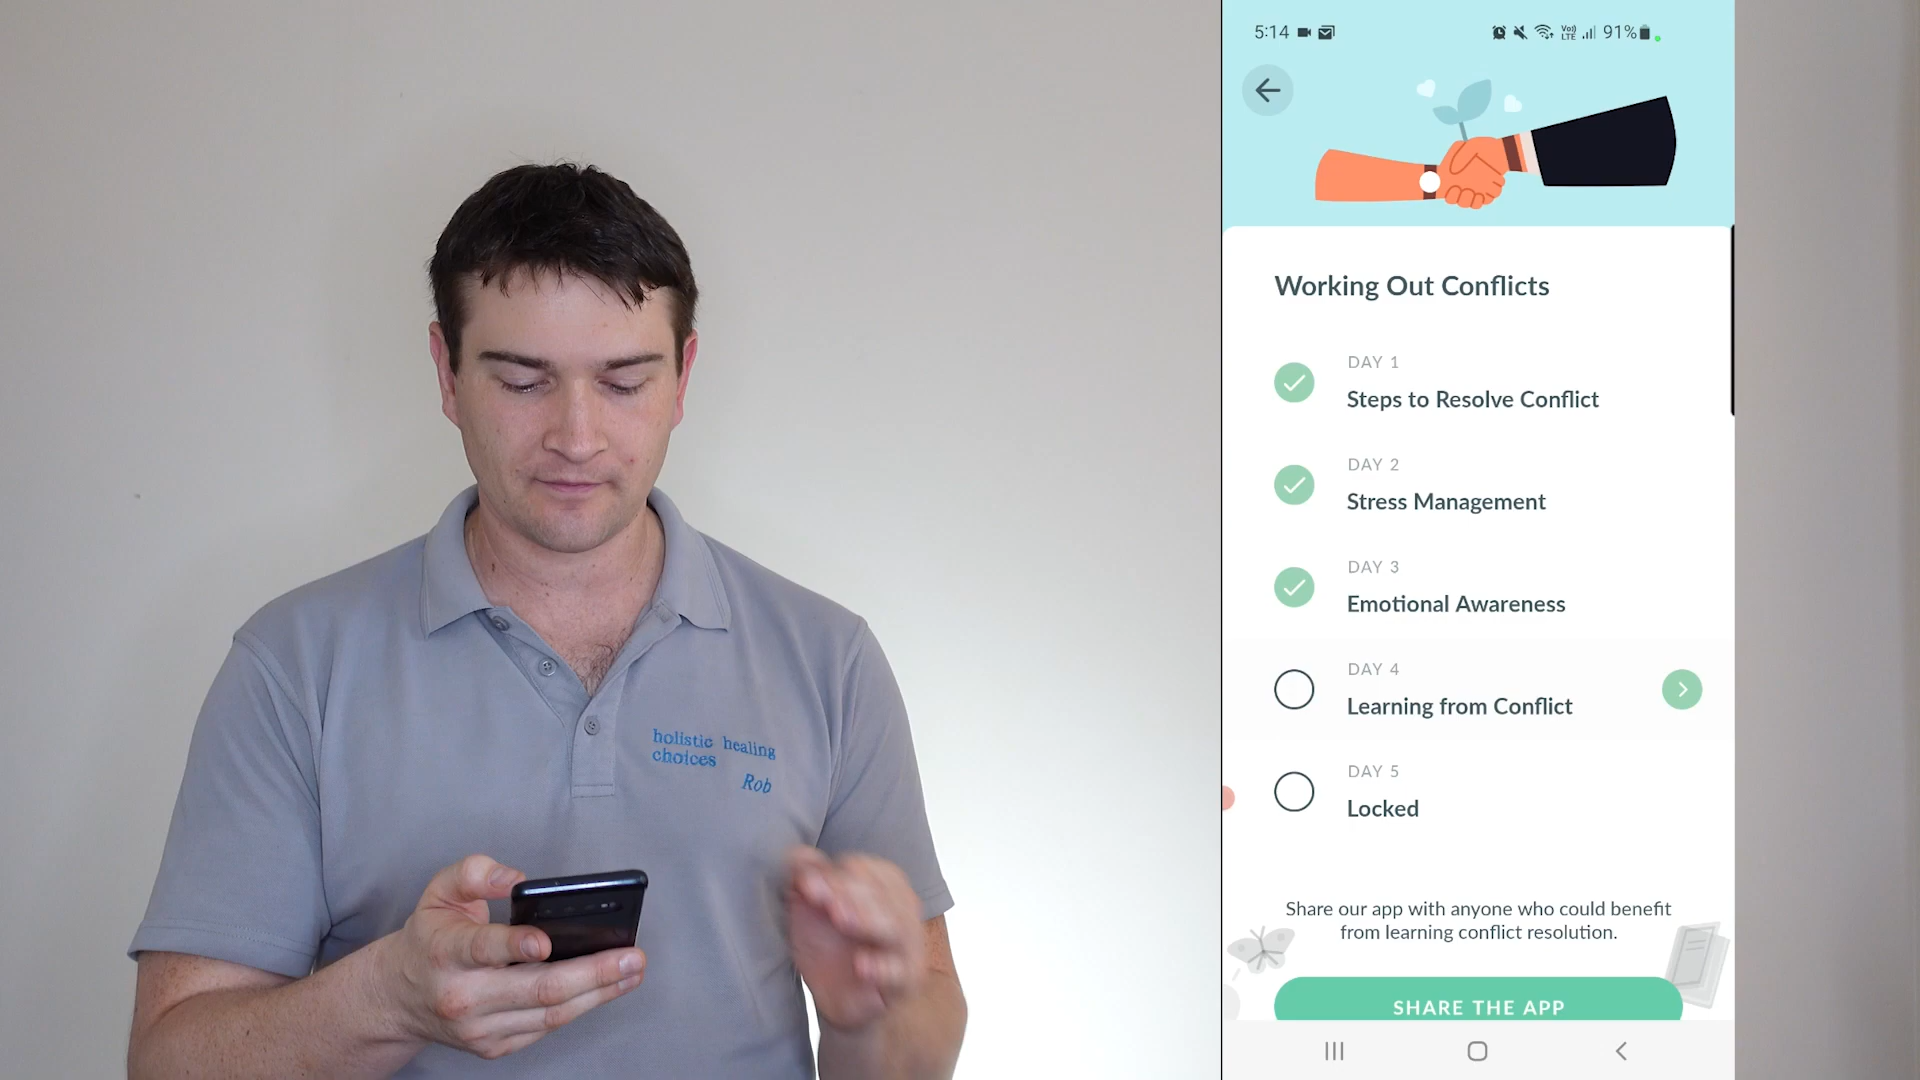 holistic healing
choices
Rob
5:14
Vo))
LTE
91%
Working Out Conflicts
DAY 1
Steps to Resolve Conflict
DAY 2
Stress Management
DAY 3
Emotional Awareness
DAY 4
Learning from Conflict
DAY 5
Locked
Share our app with anyone who could benefit
from learning conflict resolution.
SHARE THE APP